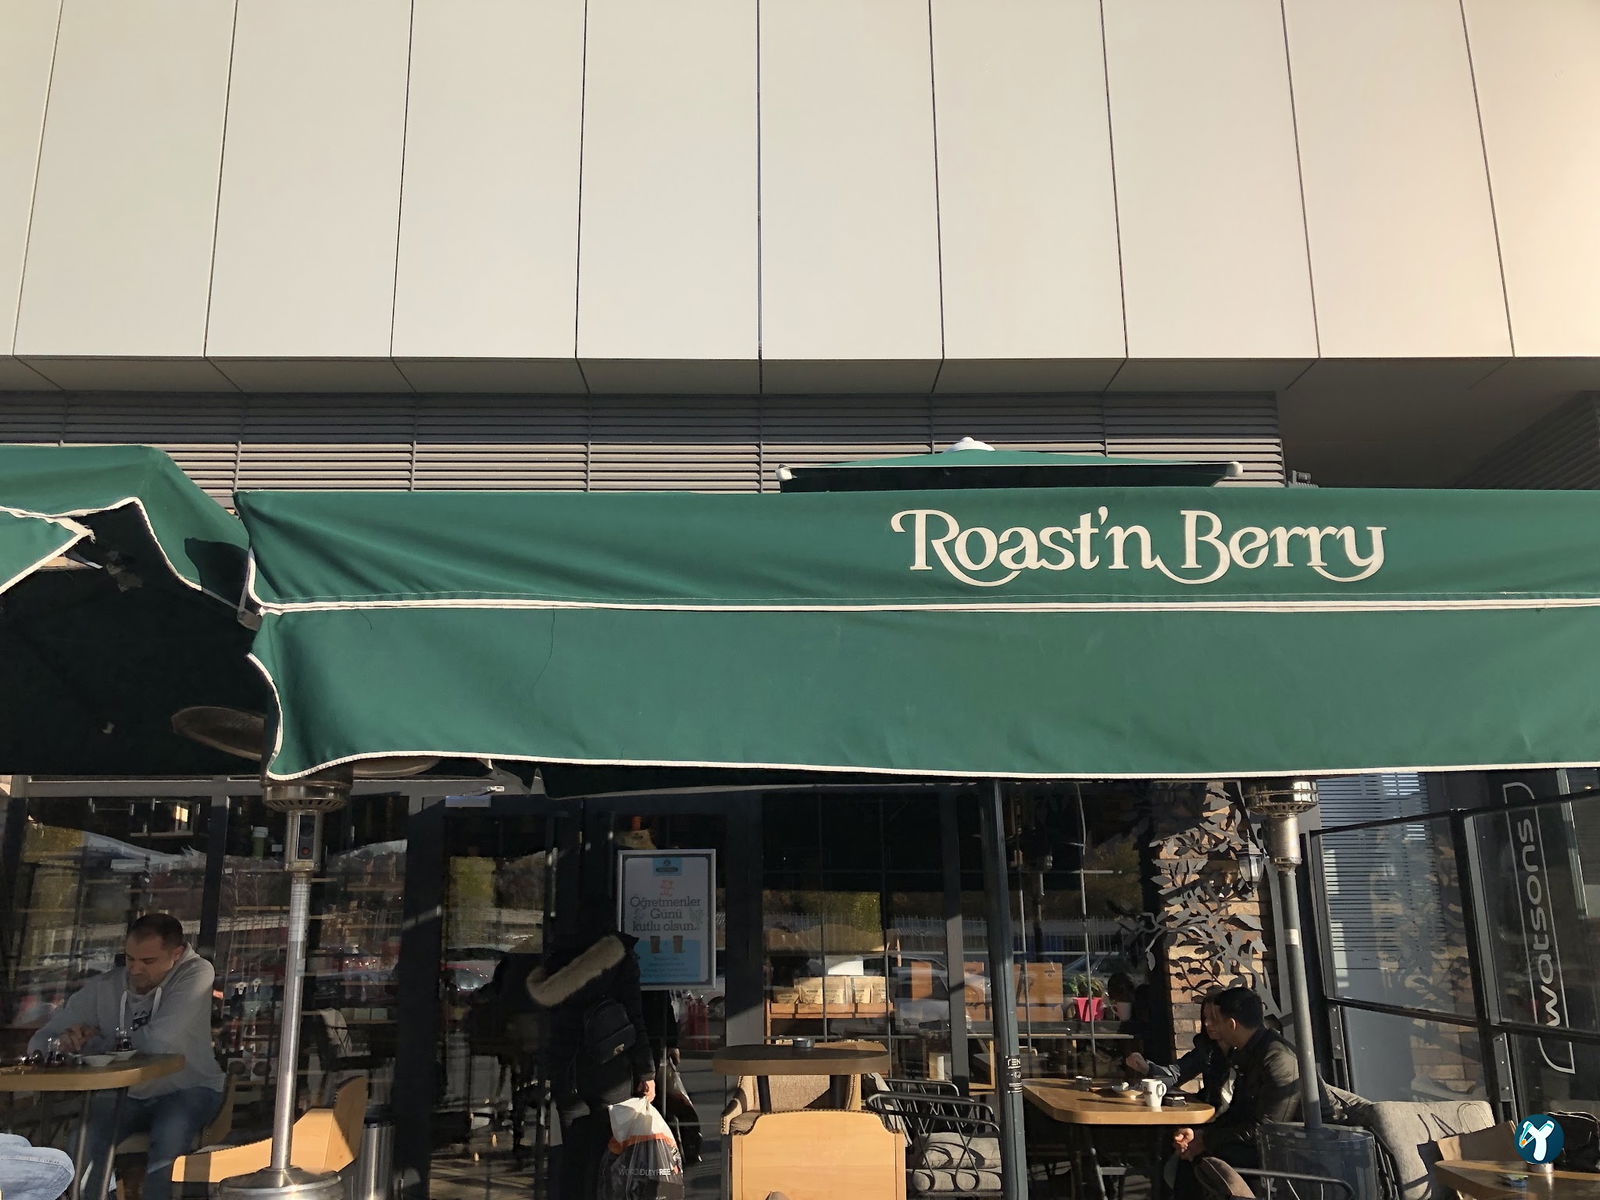 Roast'n Berry
Öğretmenler
Günü
kutlu olsun.
watsons